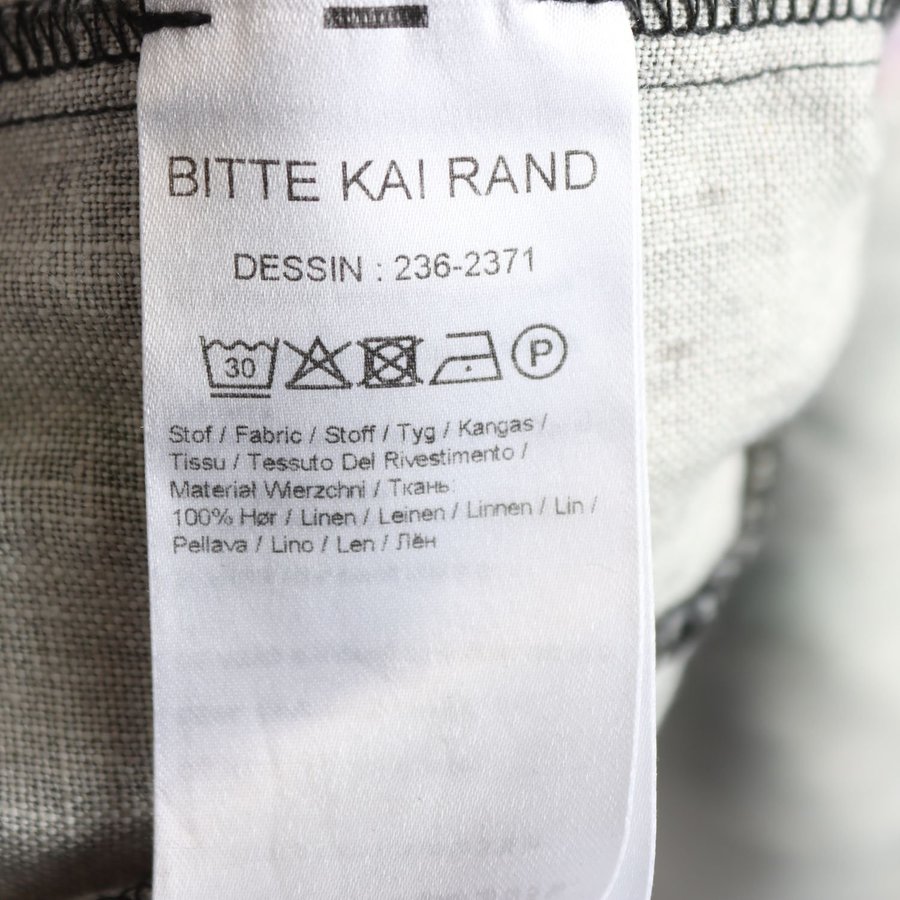 BITTE KAI RAND
DESSIN : 236-2371
30 P
Stof / Fabric / Stoff / Tyg / Kangas /
Tissu / Tessuto Del Rivestimento /
Material Wierzchni / Ткань:
100% Hør / Linen / Leinen / Linnen / Lin /
Pellava / Lino / Len / Лён